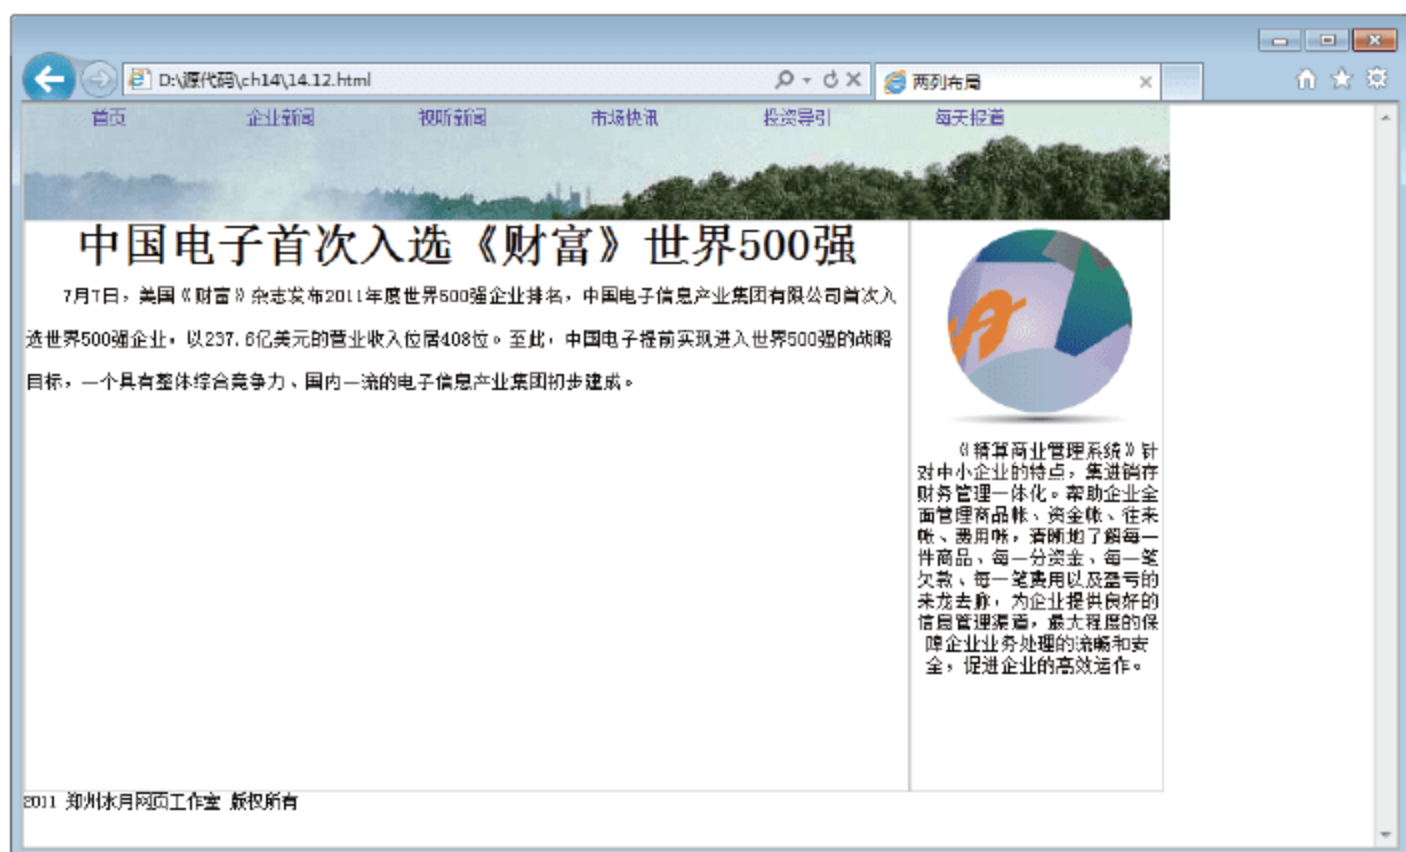 D:\源代码\ch14\14.12.html
两列布局
首页 企业新闻 视听新闻 市场快讯 投资导引 每天报道
中国电子首次入选《财富》世界500强
7月7日,美国《财富》杂志发布2011年度世界500强企业排名,中国电子信息产业集团有限公司首次入
选世界500强企业,以237.6亿美元的营业收入位居408位。至此,中国电子提前实现进入世界500强的战略
目标,一个具有整体综合竞争力、国内一流的电子信息产业集团初步建成。
《精算商业管理系统》针
对中小企业的特点,集进销存
财务管理一体化。帮助企业全
面管理商品帐、资金帐、往来
帐、费用帐,清晰地了解每一
件商品、每一分资金、每一笔
欠款、每一笔费用以及盈亏的
来龙去脉,为企业提供良好的
信息管理渠道,最大程度的保
障企业业务处理的流畅和安
全,促进企业的高效运作。
2011 郑州水月网页工作室 版权所有